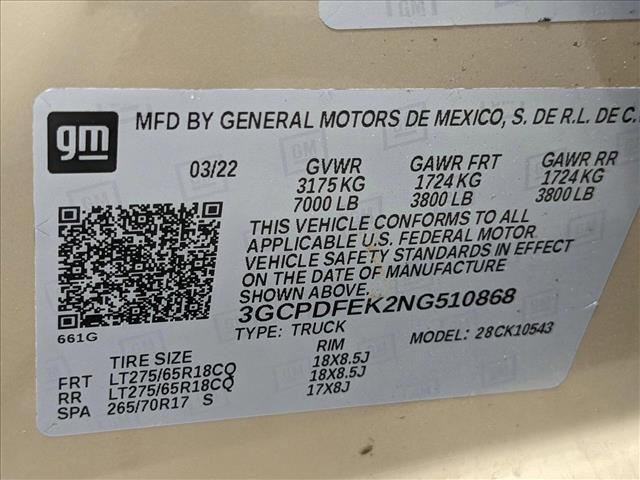 gm
MFD BY GENERAL MOTORS DE MEXICO, S. DE R.L. DE C.
03/22 GVWR GAWR FRT GAWR RR
3175 KG 1724 KG 1724 KG
7000 LB 3800 LB 3800 LB
THIS VEHICLE CONFORMS TO ALL
APPLICABLE U.S. FEDERAL MOTOR
VEHICLE SAFETY STANDARDS IN EFFECT
ON THE DATE OF MANUFACTURE
SHOWN ABOVE.
3GCPDFEK2NG510868
661G
TYPE: TRUCK MODEL: 28CK10543
TIRE SIZE RIM
FRT LT275/65R18CQ 18X8.5J
RR LT275/65R18CQ 18X8.5J
SPA 265/70R17 S 17X8J